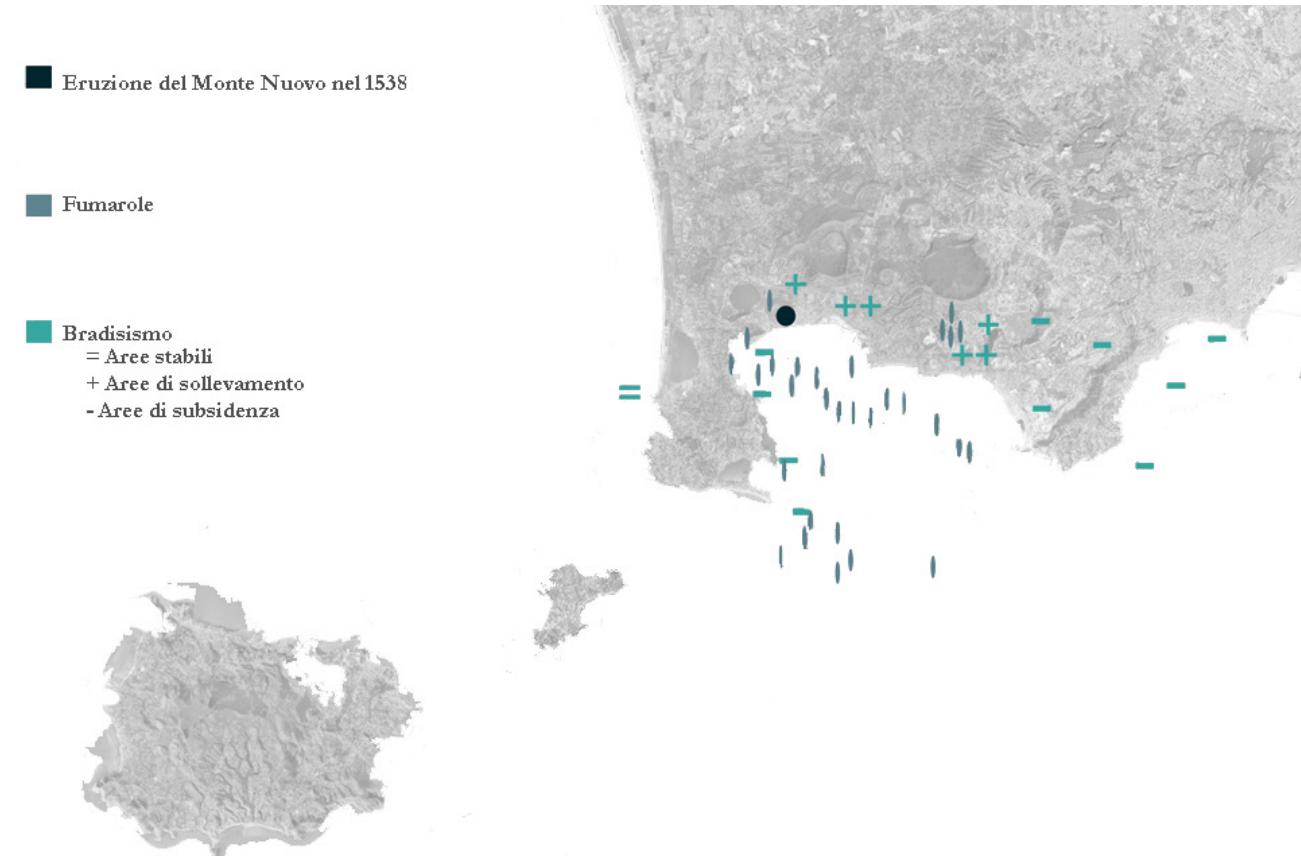 Eruzione del Monte Nuovo nel 1538
Fumarole
Bradisismo
= Aree stabili
+ Aree di sollevamento
- Aree di subsidenza